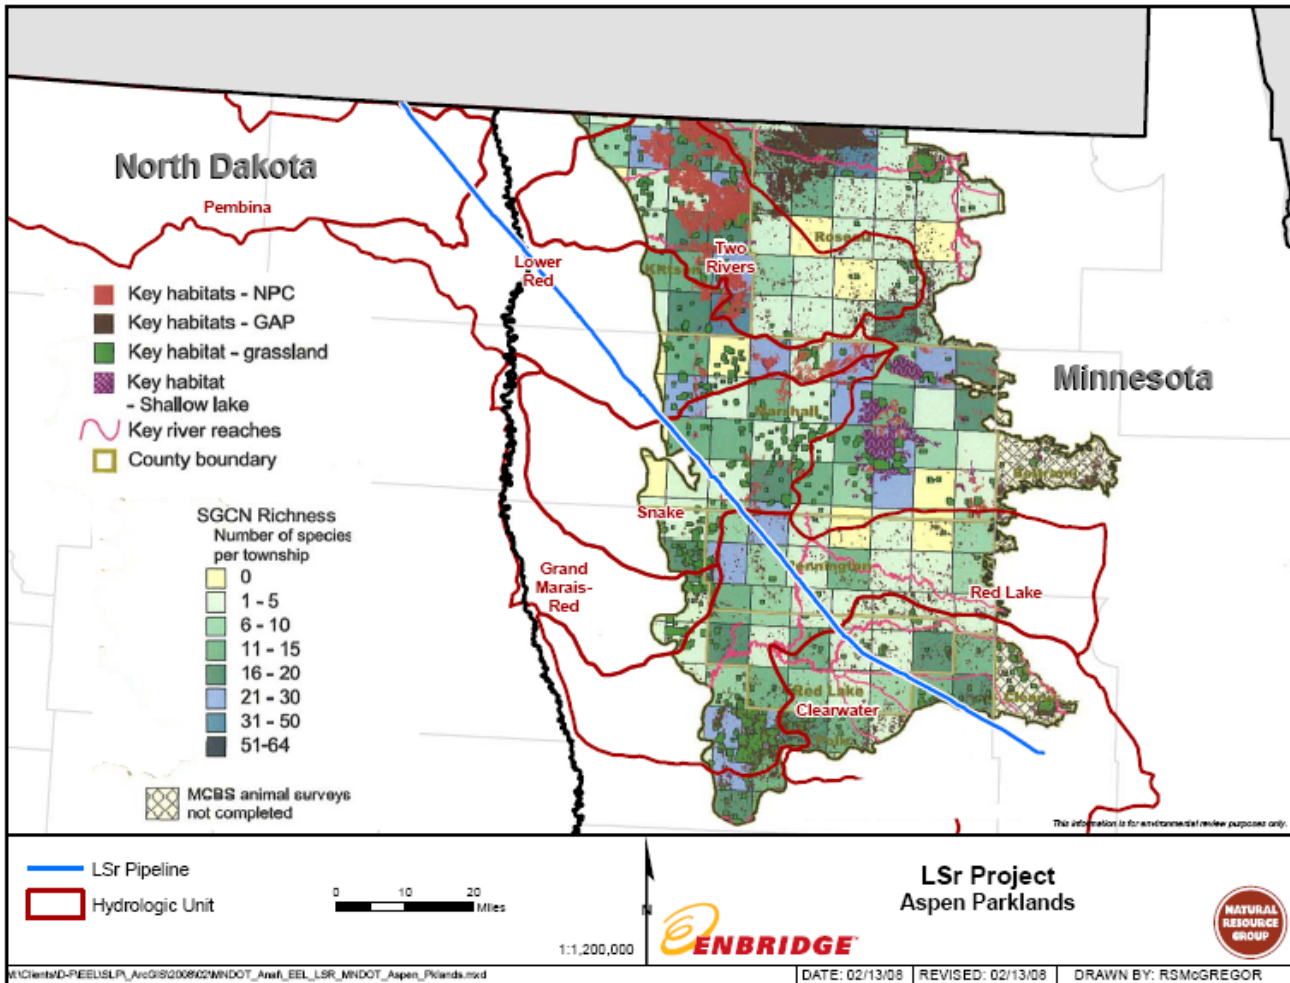 North Dakota
Pembina
Lower
Red
Two
Rivers
Roseau
Kittson
Key habitats - NPC
Key habitats - GAP
Key habitat - grassland
Key habitat
- Shallow lake
Key river reaches
County boundary
Minnesota
Marshall
Snake
Grand
Marais-
Red
Pennington
Red Lake
Red Lake
Clearwater
SGCN Richness
Number of species
per township
0
1 - 5
6 - 10
11 - 15
16 - 20
21 - 30
31 - 50
51-64
MCBS animal surveys
not completed
This information is for environmental review purposes only.
LSr Pipeline
Hydrologic Unit
0 10 20
Miles
N
1:1,200,000
ENBRIDGE
LSr Project
Aspen Parklands
NATURAL
RESOURCE
GROUP
DATE: 02/13/08 REVISED: 02/13/08 DRAWN BY: RSMcGREGOR